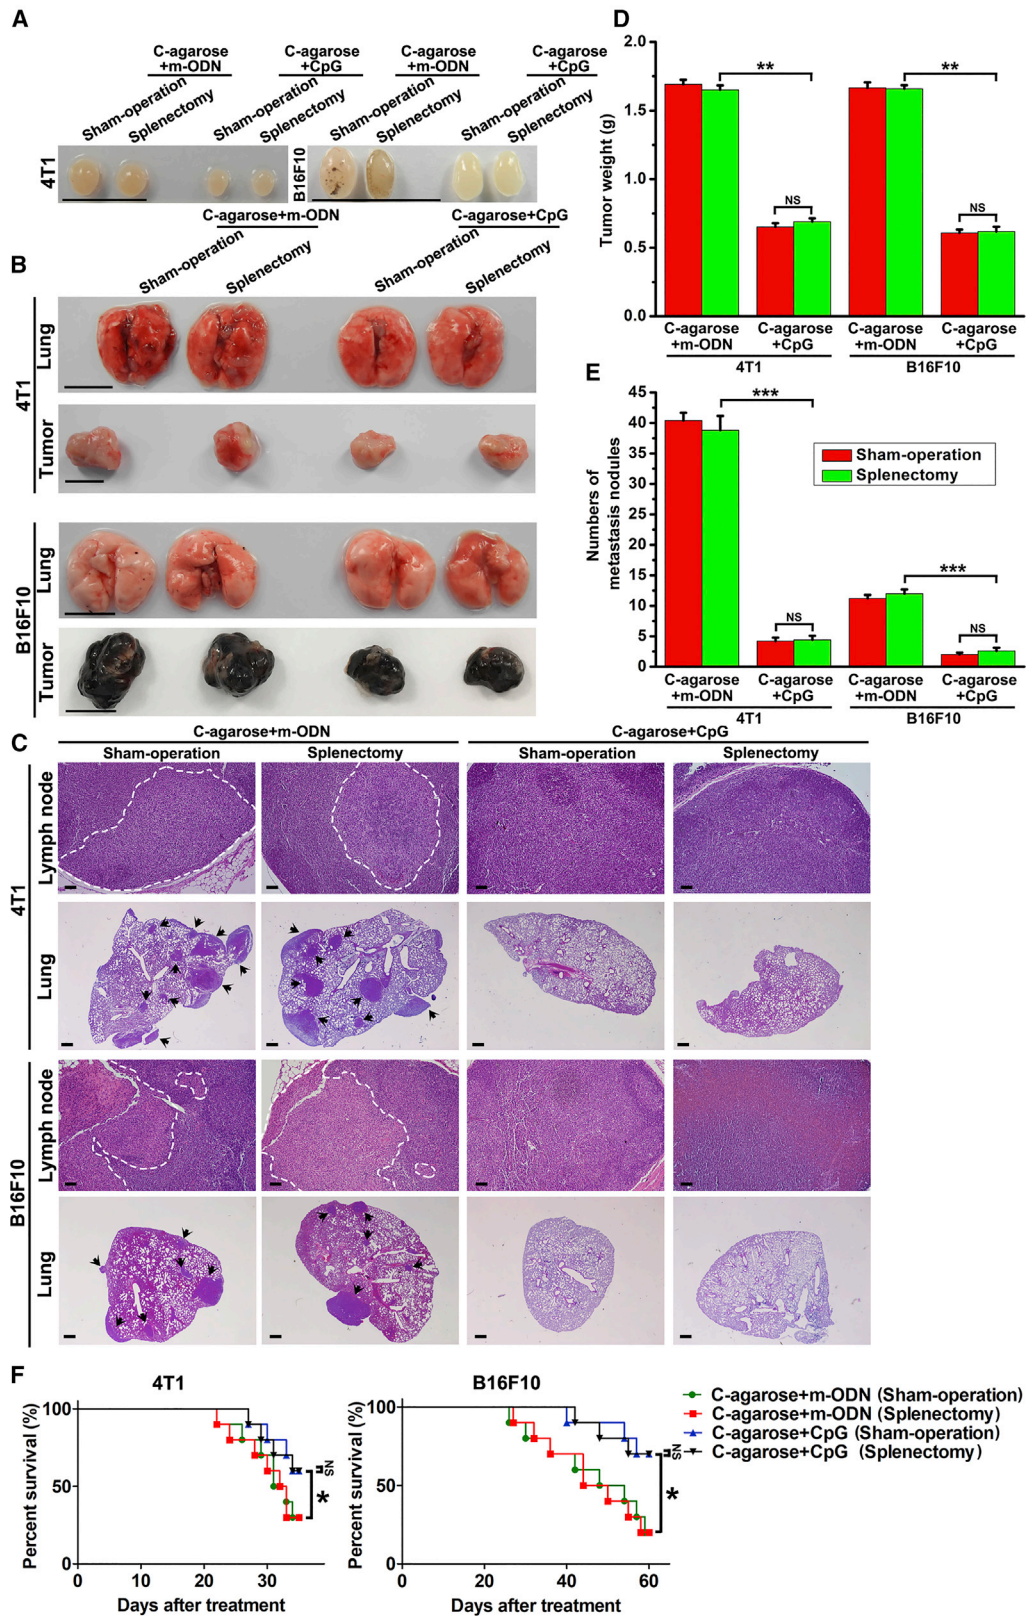 A
C-agarose
+m-ODN
C-agarose
+CpG
C-agarose
+m-ODN
C-agarose
+CpG
Sham-operation
Splenectomy
Sham-operation
Splenectomy
Sham-operation
Splenectomy
Sham-operation
Splenectomy
4T1
B16F10
B
C-agarose+m-ODN
C-agarose+CpG
Sham-operation
Splenectomy
Sham-operation
Splenectomy
4T1
Lung
Tumor
B16F10
Lung
Tumor
C
C-agarose+m-ODN
C-agarose+CpG
Sham-operation
Splenectomy
Sham-operation
Splenectomy
4T1
Lymph node
Lung
B16F10
Lymph node
Lung
D
Tumor weight (g)
2.0
1.5
1.0
0.5
0.0
**
**
NS
NS
C-agarose
+m-ODN
C-agarose
+CpG
C-agarose
+m-ODN
C-agarose
+CpG
4T1
B16F10
E
Numbers of
metastasis nodules
45
40
35
30
25
20
15
10
5
0
***
***
NS
NS
Sham-operation
Splenectomy
C-agarose
+m-ODN
C-agarose
+CpG
C-agarose
+m-ODN
C-agarose
+CpG
4T1
B16F10
F
4T1
Percent survival (%)
100
50
0
0 10 20 30
Days after treatment
NS
*
B16F10
Percent survival (%)
100
50
0
0 20 40 60
Days after treatment
NS
*
C-agarose+m-ODN (Sham-operation)
C-agarose+m-ODN (Splenectomy)
C-agarose+CpG (Sham-operation)
C-agarose+CpG (Splenectomy)